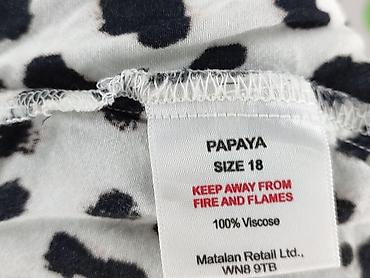 PAPAYA
SIZE 18
KEEP AWAY FROM
FIRE AND FLAMES
100% Viscose
Matalan Retail Ltd.,
WN8 9TB